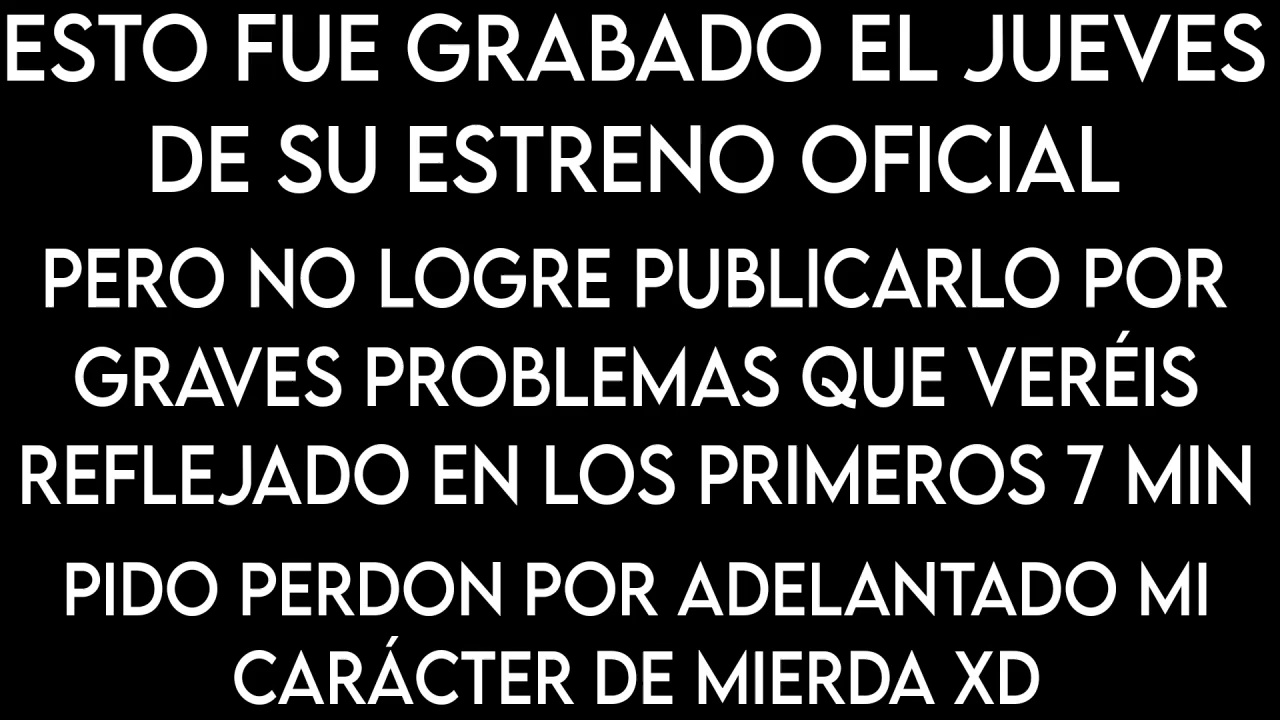 ESTO FUE GRABADO EL JUEVES
DE SU ESTRENO OFICIAL
PERO NO LOGRE PUBLICARLO POR
GRAVES PROBLEMAS QUE VERÉIS
REFLEJADO EN LOS PRIMEROS 7 MIN
PIDO PERDON POR ADELANTADO MI
CARÁCTER DE MIERDA XD